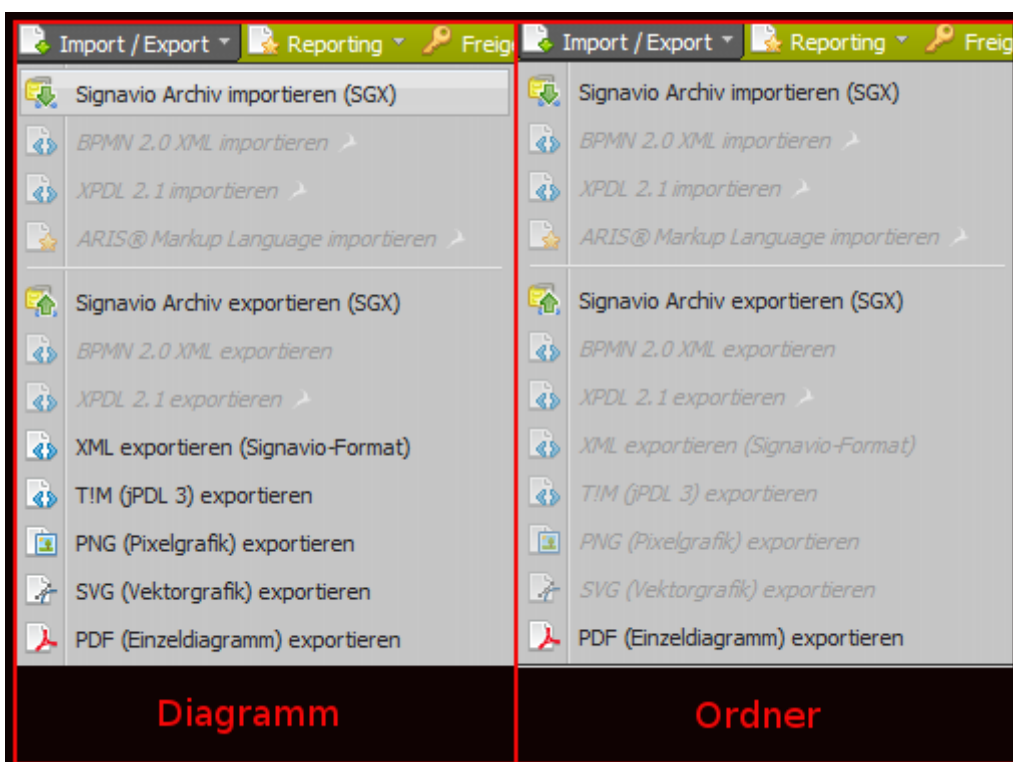 Import / Export Reporting
Signavio Archiv importieren (SGX)
BPMN 2.0 XML importieren
XPDL 2.1 importieren
ARIS® Markup Language importieren
Signavio Archiv exportieren (SGX)
BPMN 2.0 XML exportieren
XPDL 2.1 exportieren
XML exportieren (Signavio-Format)
T!M (jPDL 3) exportieren
PNG (Pixelgrafik) exportieren
SVG (Vektorgrafik) exportieren
PDF (Einzeldiagramm) exportieren
Diagramm
Import / Export Reporting Freig
Signavio Archiv importieren (SGX)
BPMN 2.0 XML importieren
XPDL 2.1 importieren
ARIS® Markup Language importieren
Signavio Archiv exportieren (SGX)
BPMN 2.0 XML exportieren
XPDL 2.1 exportieren
XML exportieren (Signavio-Format)
T!M (jPDL 3) exportieren
PNG (Pixelgrafik) exportieren
SVG (Vektorgrafik) exportieren
PDF (Einzeldiagramm) exportieren
Ordner